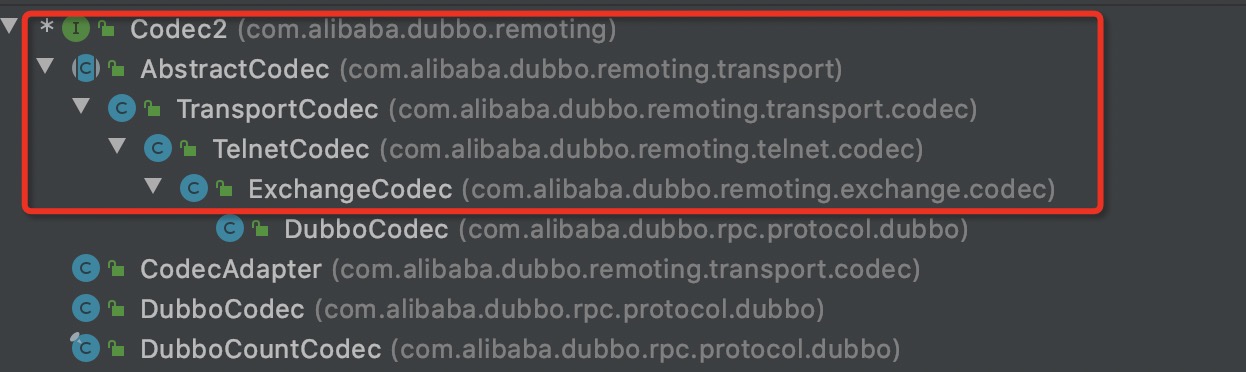 * I Codec2 (com.alibaba.dubbo.remoting)
C AbstractCodec (com.alibaba.dubbo.remoting.transport)
C TransportCodec (com.alibaba.dubbo.remoting.transport.codec)
C TelnetCodec (com.alibaba.dubbo.remoting.telnet.codec)
C ExchangeCodec (com.alibaba.dubbo.remoting.exchange.codec)
C DubboCodec (com.alibaba.dubbo.rpc.protocol.dubbo)
C CodecAdapter (com.alibaba.dubbo.remoting.transport.codec)
C DubboCodec (com.alibaba.dubbo.rpc.protocol.dubbo)
C DubboCountCodec (com.alibaba.dubbo.rpc.protocol.dubbo)